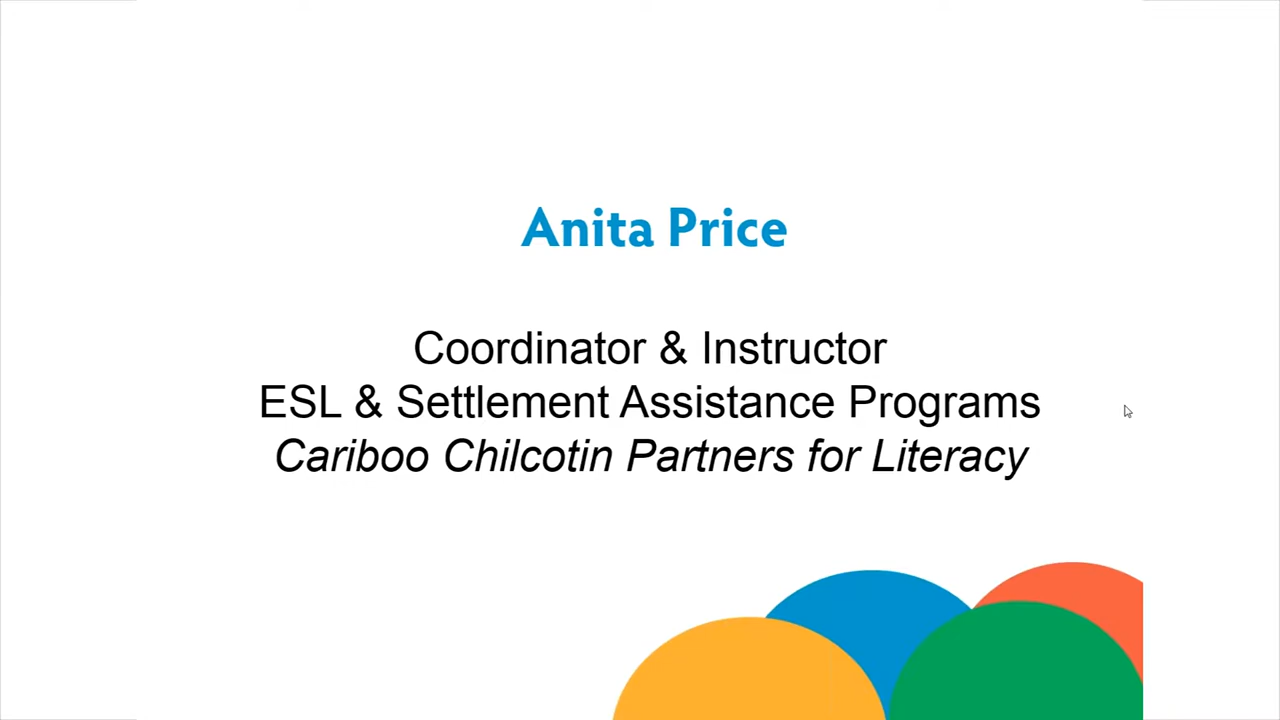 Anita Price
Coordinator & Instructor
ESL & Settlement Assistance Programs
Cariboo Chilcotin Partners for Literacy